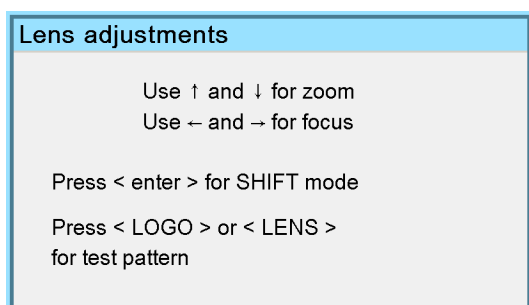 Lens adjustments
Use ↑ and ↓ for zoom
Use ← and → for focus
Press < enter > for SHIFT mode
Press < LOGO > or < LENS >
for test pattern